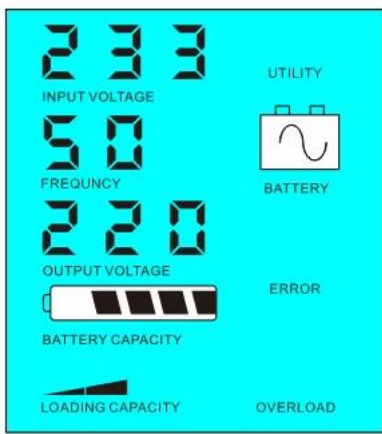 233
UTILITY
INPUT VOLTAGE
50
FREQUNCY
BATTERY
220
OUTPUT VOLTAGE
ERROR
BATTERY CAPACITY
LOADING CAPACITY
OVERLOAD